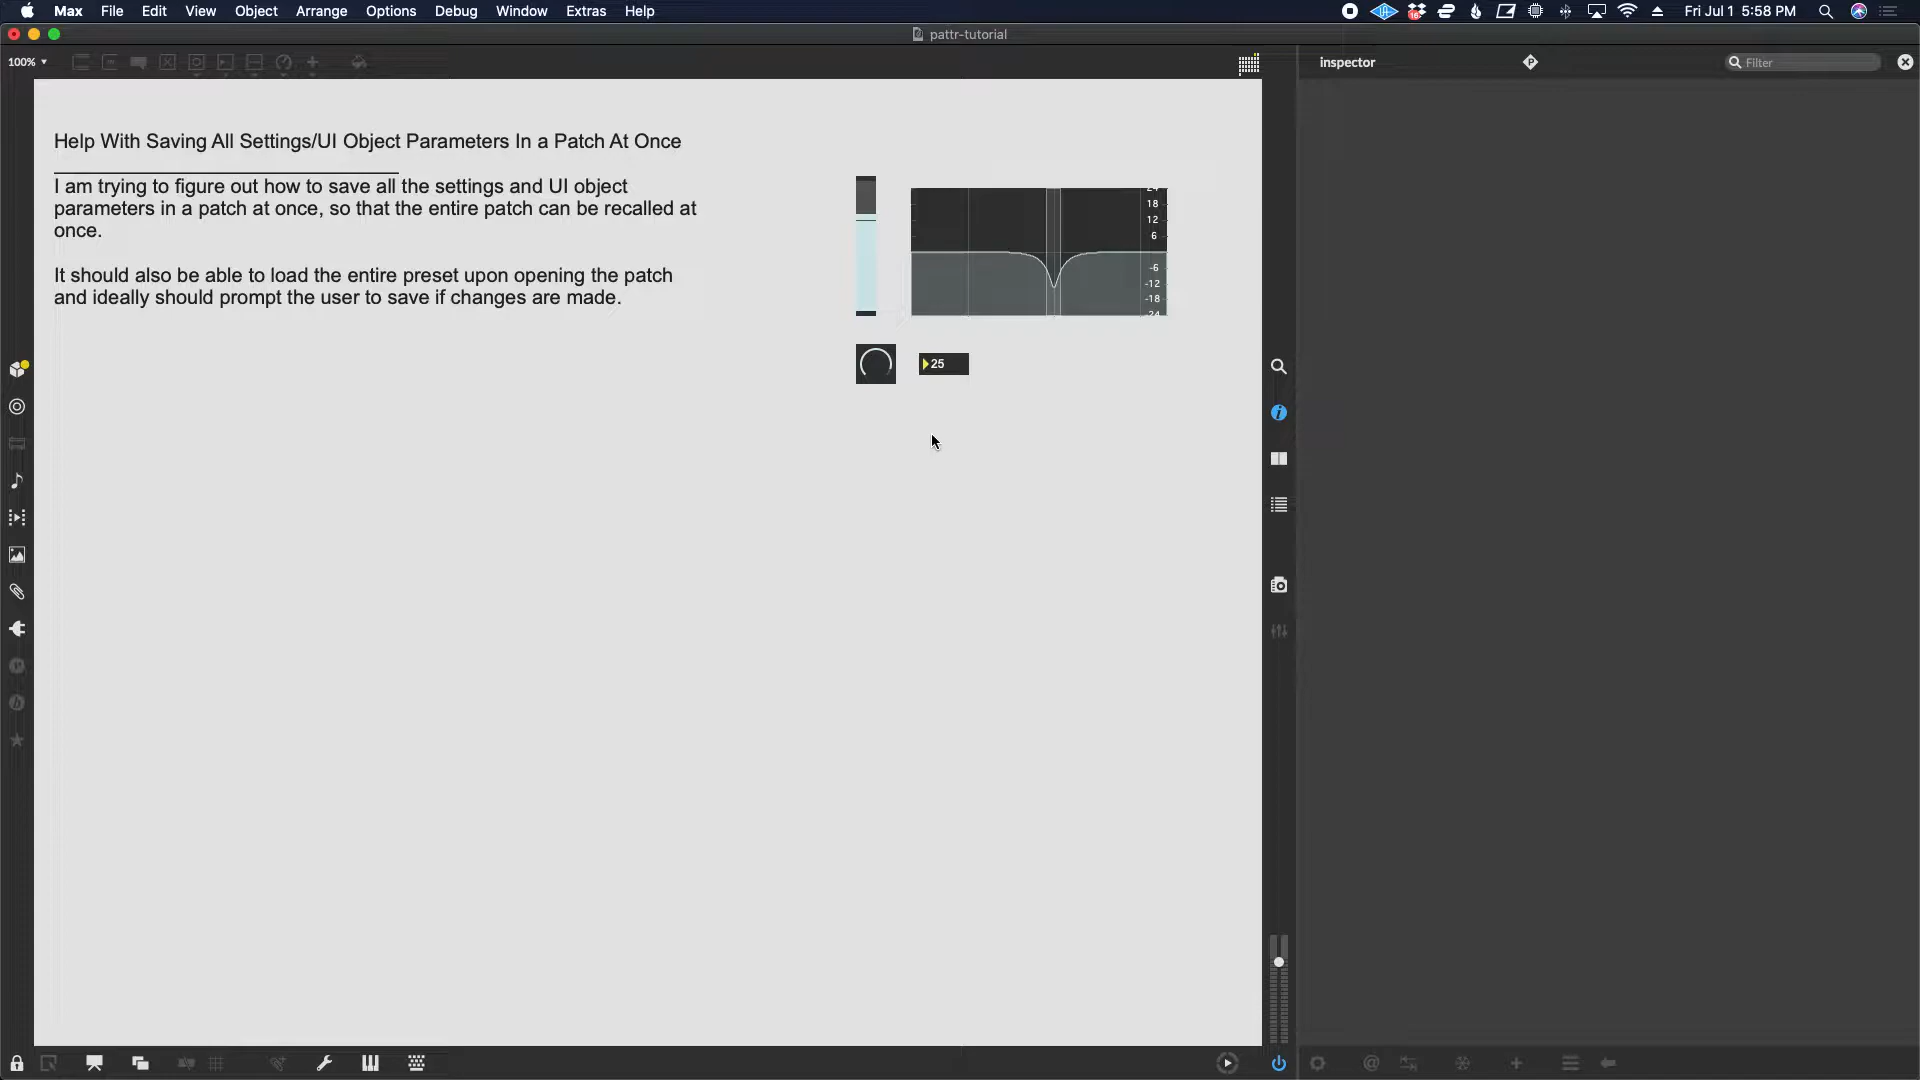 Max File Edit View Object Arrange Options Debug Window Extras Help
Fri Jul 1 5:58 PM
pattr-tutorial
100%
inspector
Filter
Help With Saving All Settings/UI Object Parameters In a Patch At Once
I am trying to figure out how to save all the settings and UI object
parameters in a patch at once, so that the entire patch can be recalled at
once.
It should also be able to load the entire preset upon opening the patch
and ideally should prompt the user to save if changes are made.
24
18
12
6
-6
-12
-18
-24
25